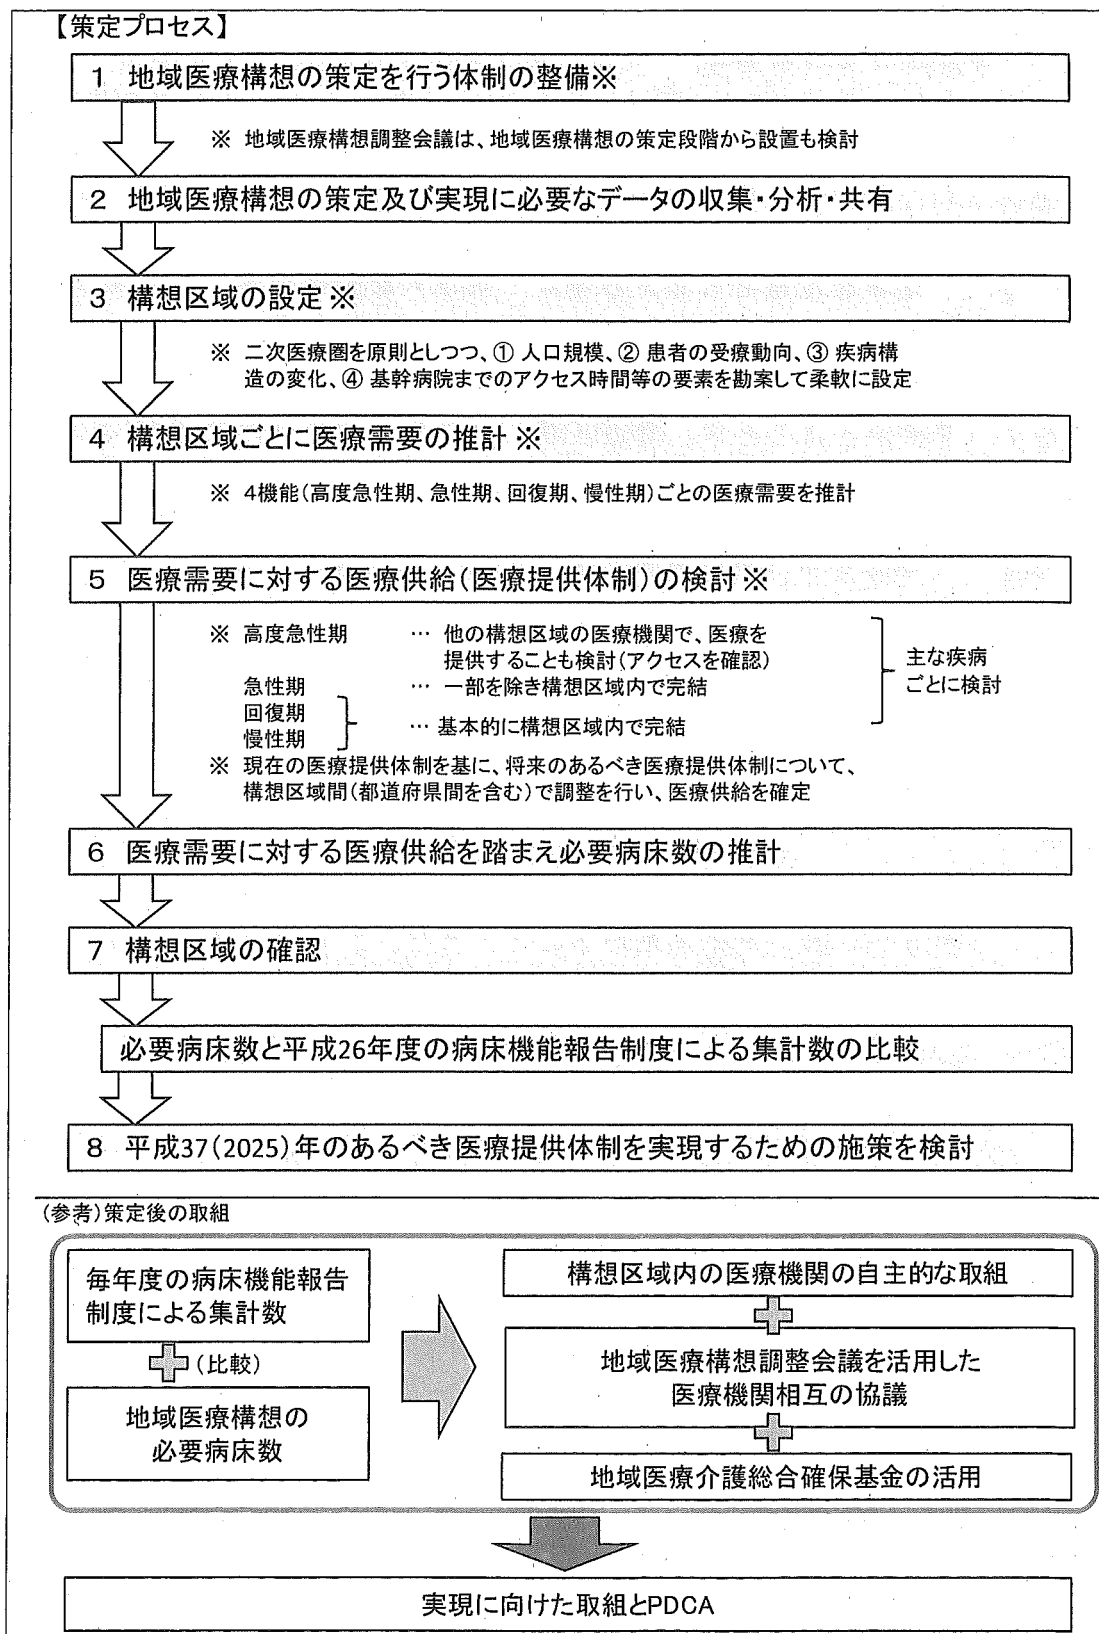 【策定プロセス】
1 地域医療構想の策定を行う体制の整備※
※ 地域医療構想調整会議は、地域医療構想の策定段階から設置も検討
2 地域医療構想の策定及び実現に必要なデータの収集・分析・共有
3 構想区域の設定※
※ 二次医療圏を原則としつつ、① 人口規模、② 患者の受療動向、③ 疾病構
造の変化、④ 基幹病院までのアクセス時間等の要素を勘案して柔軟に設定
4 構想区域ごとに医療需要の推計※
※ 4機能(高度急性期、急性期、回復期、慢性期)ごとの医療需要を推計
5 医療需要に対する医療供給(医療提供体制)の検討※
※ 高度急性期 … 他の構想区域の医療機関で、医療を
提供することも検討(アクセスを確認)
急性期 … 一部を除き構想区域内で完結
回復期
慢性期
… 基本的に構想区域内で完結
主な疾病
ごとに検討
※ 現在の医療提供体制を基に、将来のあるべき医療提供体制について、
構想区域間(都道府県間を含む)で調整を行い、医療供給を確定
6 医療需要に対する医療供給を踏まえ必要病床数の推計
7 構想区域の確認
必要病床数と平成26年度の病床機能報告制度による集計数の比較
8 平成37(2025)年のあるべき医療提供体制を実現するための施策を検討
(参考)策定後の取組
毎年度の病床機能報告
制度による集計数
(比較)
地域医療構想の
必要病床数
構想区域内の医療機関の自主的な取組
地域医療構想調整会議を活用した
医療機関相互の協議
地域医療介護総合確保基金の活用
実現に向けた取組とPDCA